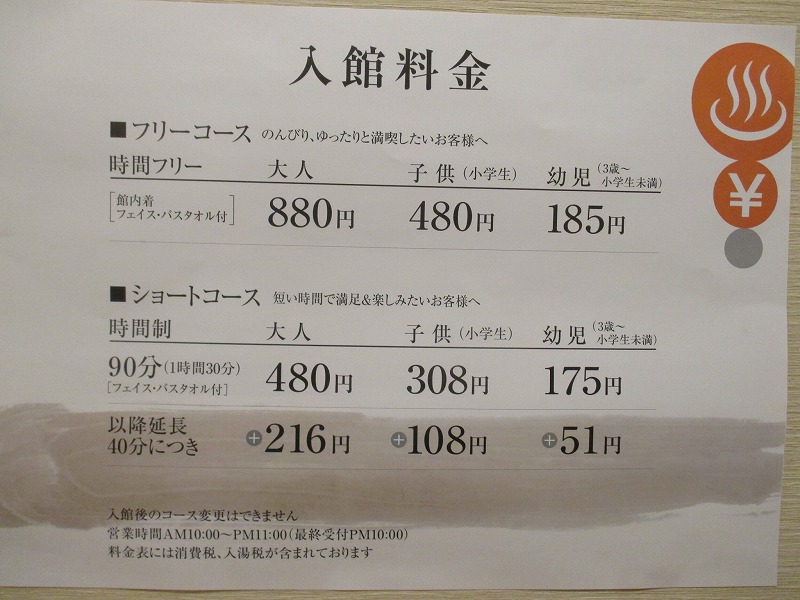 入館料金
■フリーコース のんびり、ゆったりと満喫したいお客様へ
時間フリー 大人 子供(小学生) 幼児(3歳〜小学生未満)
[館内着
フェイス・バスタオル付] 880円 480円 185円
■ショートコース 短い時間で満足&楽しみたいお客様へ
時間制 大人 子供(小学生) 幼児(3歳〜小学生未満)
90分(1時間30分) 480円 308円 175円
[フェイス・バスタオル付]
以降延長
40分につき +216円 +108円 +51円
入館後のコース変更はできません
営業時間AM10:00〜PM11:00(最終受付PM10:00)
料金表には消費税、入湯税が含まれております
¥